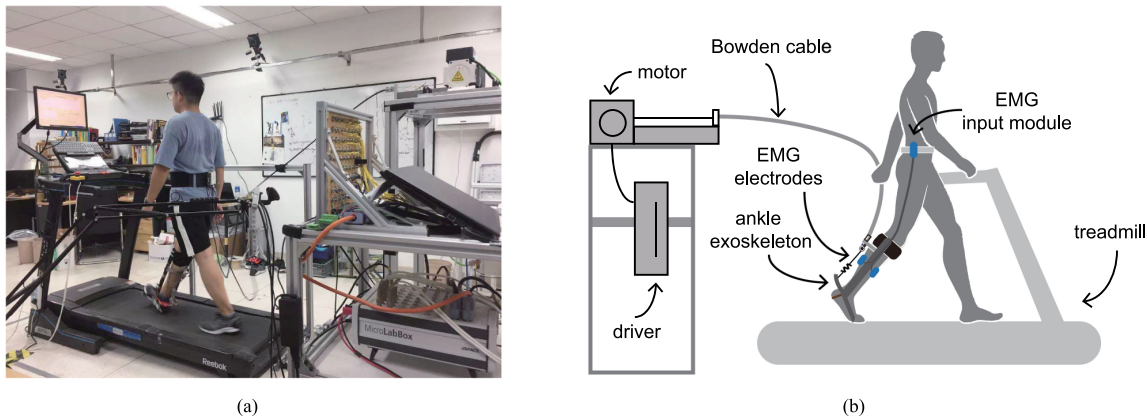 MicroLabBox
Reebok
(a)
Bowden cable
motor
EMG
input module
EMG
electrodes
ankle
exoskeleton
treadmill
driver
(b)